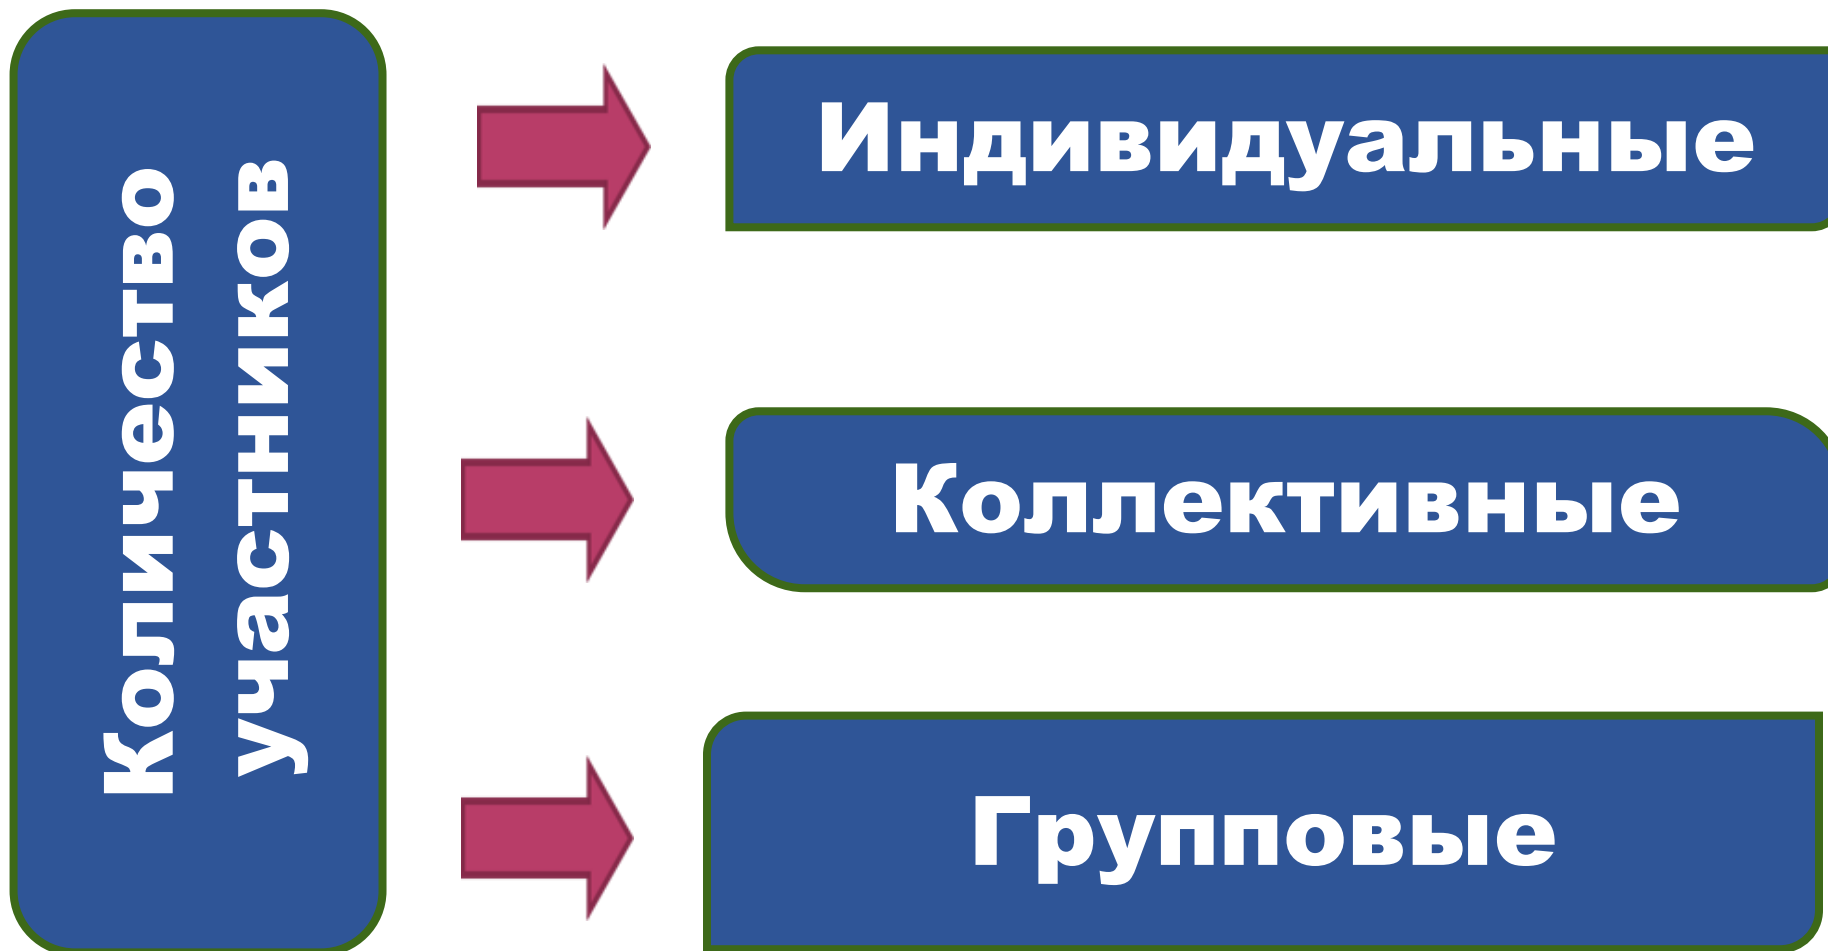 Количество
участников
Индивидуальные
Коллективные
Групповые